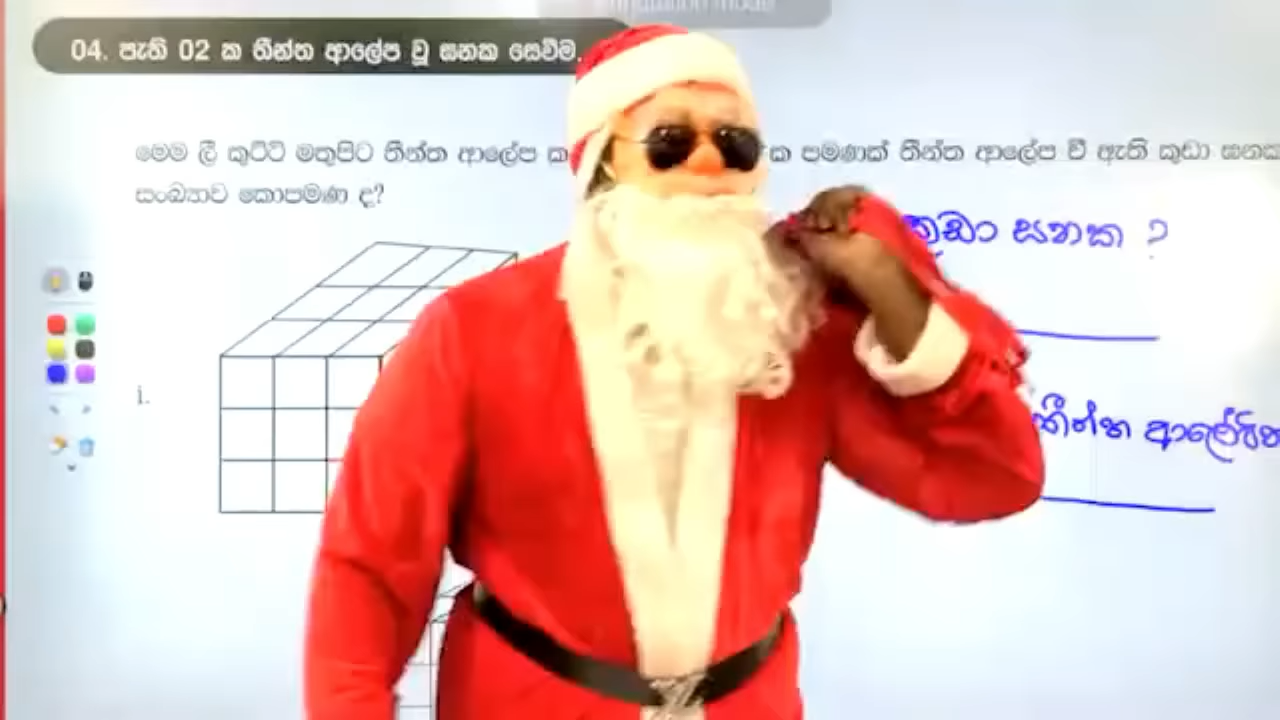 04. පැති 02 ක තීන්ත ආලේප වූ ඝනක සෙවීම.
මෙම ලී කුට්ටි මතුපිට තීන්ත ආලේප ක පමණක් තීන්ත ආලේප වී ඇති කුඩා ඝනක
සංඛ්‍යාව කොපමණ ද?
කුඩා ඝනක ?
i.
තීන්ත ආලේපිත